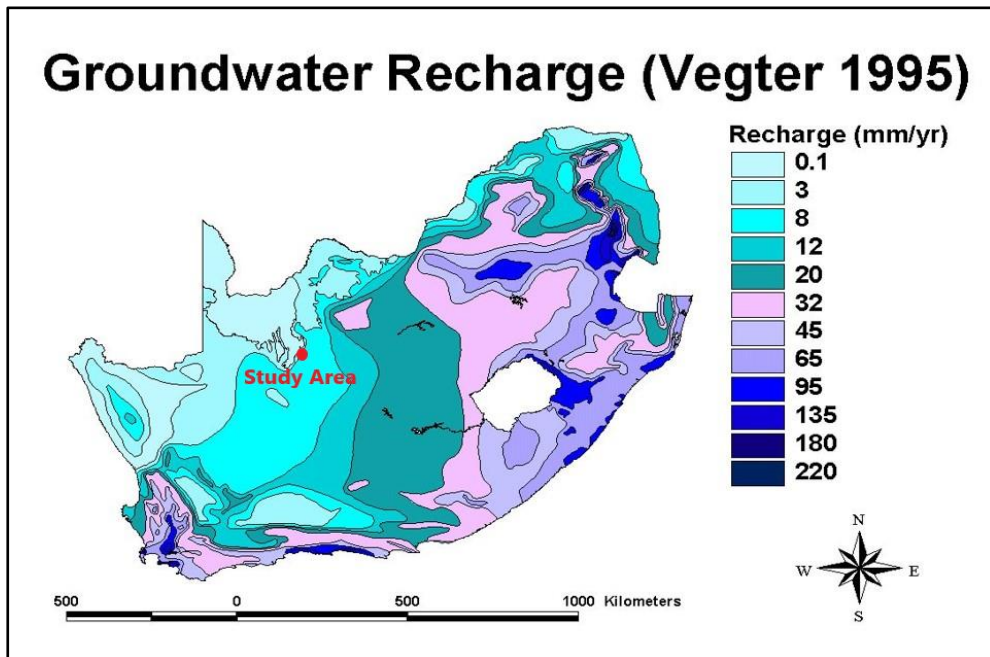 Groundwater Recharge (Vegter 1995)
Recharge (mm/yr)
0.1
3
8
12
20
32
45
65
95
135
180
220
Study Area
N
W E
S
500 0 500 1000 Kilometers